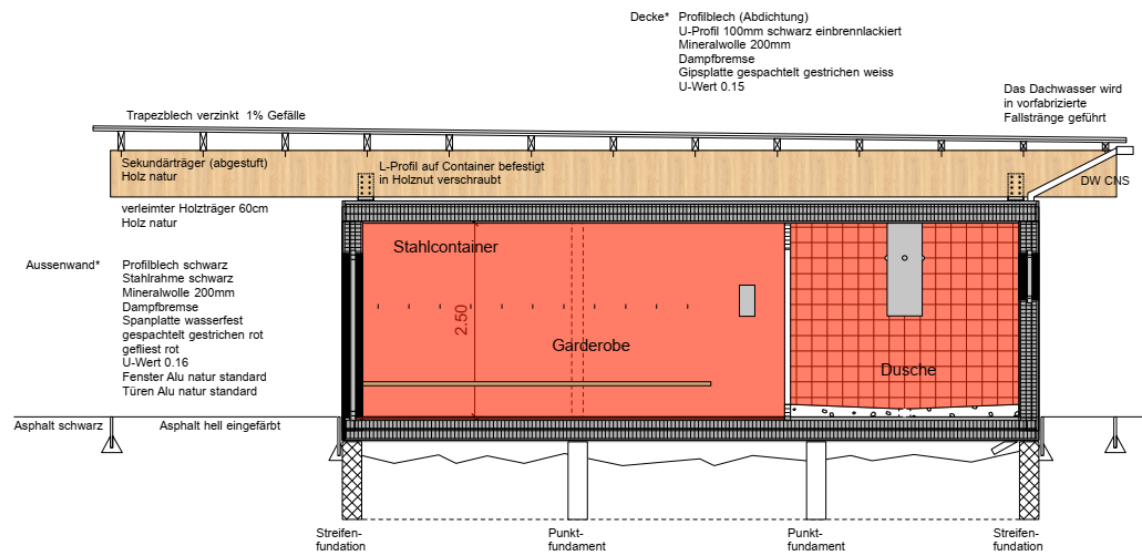 Decke* Profilblech (Abdichtung)
U-Profil 100mm schwarz einbrennlackiert
Mineralwolle 200mm
Dampfbremse
Gipsplatte gespachtelt gestrichen weiss
U-Wert 0.15
Das Dachwasser wird
in vorfabrizierte
Fallstränge geführt
Trapezblech verzinkt 1% Gefälle
Sekundärträger (abgestuft)
Holz natur
L-Profil auf Container befestigt
in Holznut verschraubt
DW CNS
verleimter Holzträger 60cm
Holz natur
Stahlcontainer
Aussenwand* Profilblech schwarz
Stahlrahme schwarz
Mineralwolle 200mm
Dampfbremse
Spanplatte wasserfest
gespachtelt gestrichen rot
gefliest rot
U-Wert 0.16
Fenster Alu natur standard
Türen Alu natur standard
2.50
Garderobe
Dusche
Asphalt schwarz
Asphalt hell eingefärbt
Streifen-
fundation
Punkt-
fundament
Punkt-
fundament
Streifen-
fundation